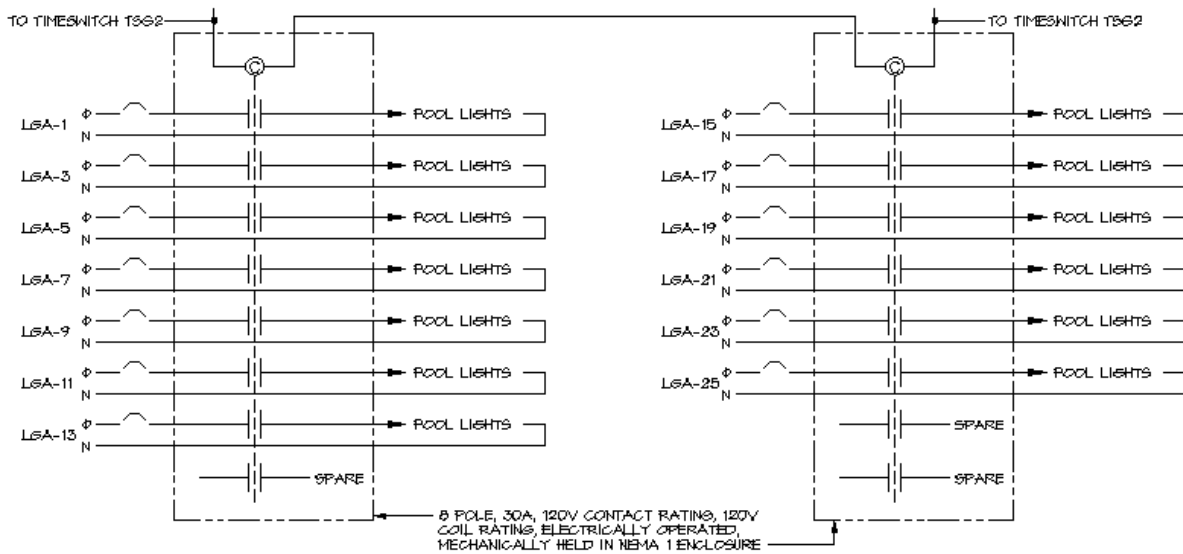 TO TIMESWITCH TSG2
TO TIMESWITCH TSG2
C
C
LGA-1 Φ POOL LIGHTS
N
LGA-3 Φ POOL LIGHTS
N
LGA-5 Φ POOL LIGHTS
N
LGA-7 Φ POOL LIGHTS
N
LGA-9 Φ POOL LIGHTS
N
LGA-11 Φ POOL LIGHTS
N
LGA-13 Φ POOL LIGHTS
N
SPARE
LGA-15 Φ POOL LIGHTS
N
LGA-17 Φ POOL LIGHTS
N
LGA-19 Φ POOL LIGHTS
N
LGA-21 Φ POOL LIGHTS
N
LGA-23 Φ POOL LIGHTS
N
LGA-25 Φ POOL LIGHTS
N
SPARE
SPARE
8 POLE, 30A, 120V CONTACT RATING, 120V
COIL RATING, ELECTRICALLY OPERATED,
MECHANICALLY HELD IN NEMA 1 ENCLOSURE